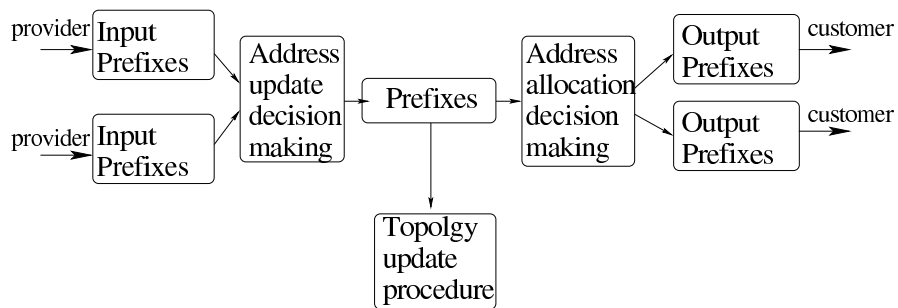 provider
Input
Prefixes
provider
Input
Prefixes
Address
update
decision
making
Prefixes
Topolgy
update
procedure
Address
allocation
decision
making
Output
Prefixes
customer
Output
Prefixes
customer